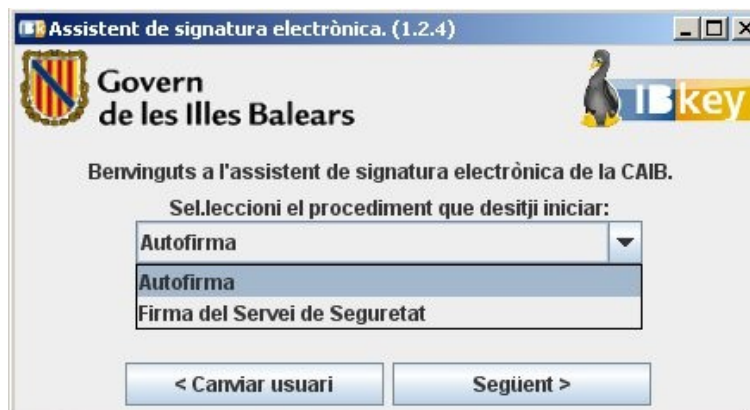 Assistent de signatura electrònica. (1.2.4)
Govern
de les Illes Balears
IBkey
Benvinguts a l'assistent de signatura electrònica de la CAIB.
Sel.leccioni el procediment que desitji iniciar:
Autofirma
Autofirma
Firma del Servei de Seguretat
< Canviar usuari
Següent >